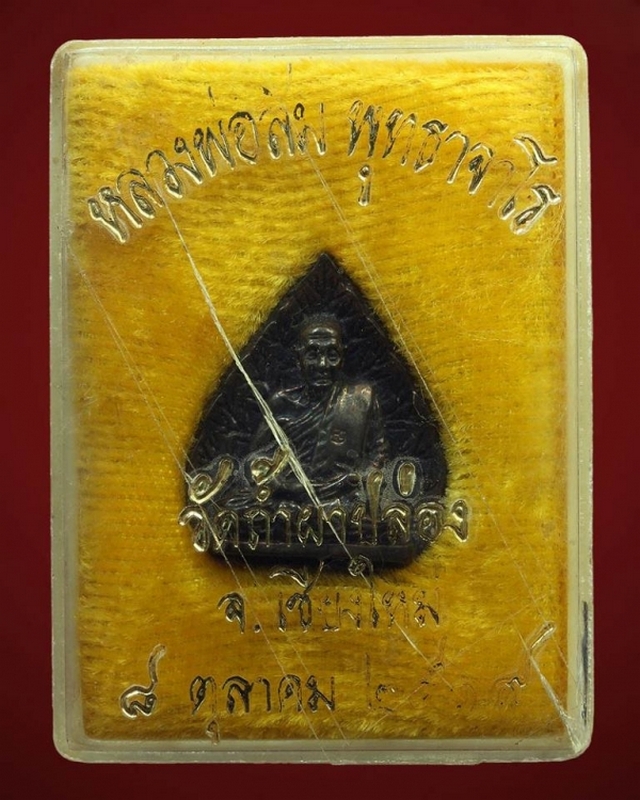 หลวงพ่อสิม พุทธาจาโร
วัดถ้ำผาปล่อง
จ. เชียงใหม่
๘ ตุลาคม